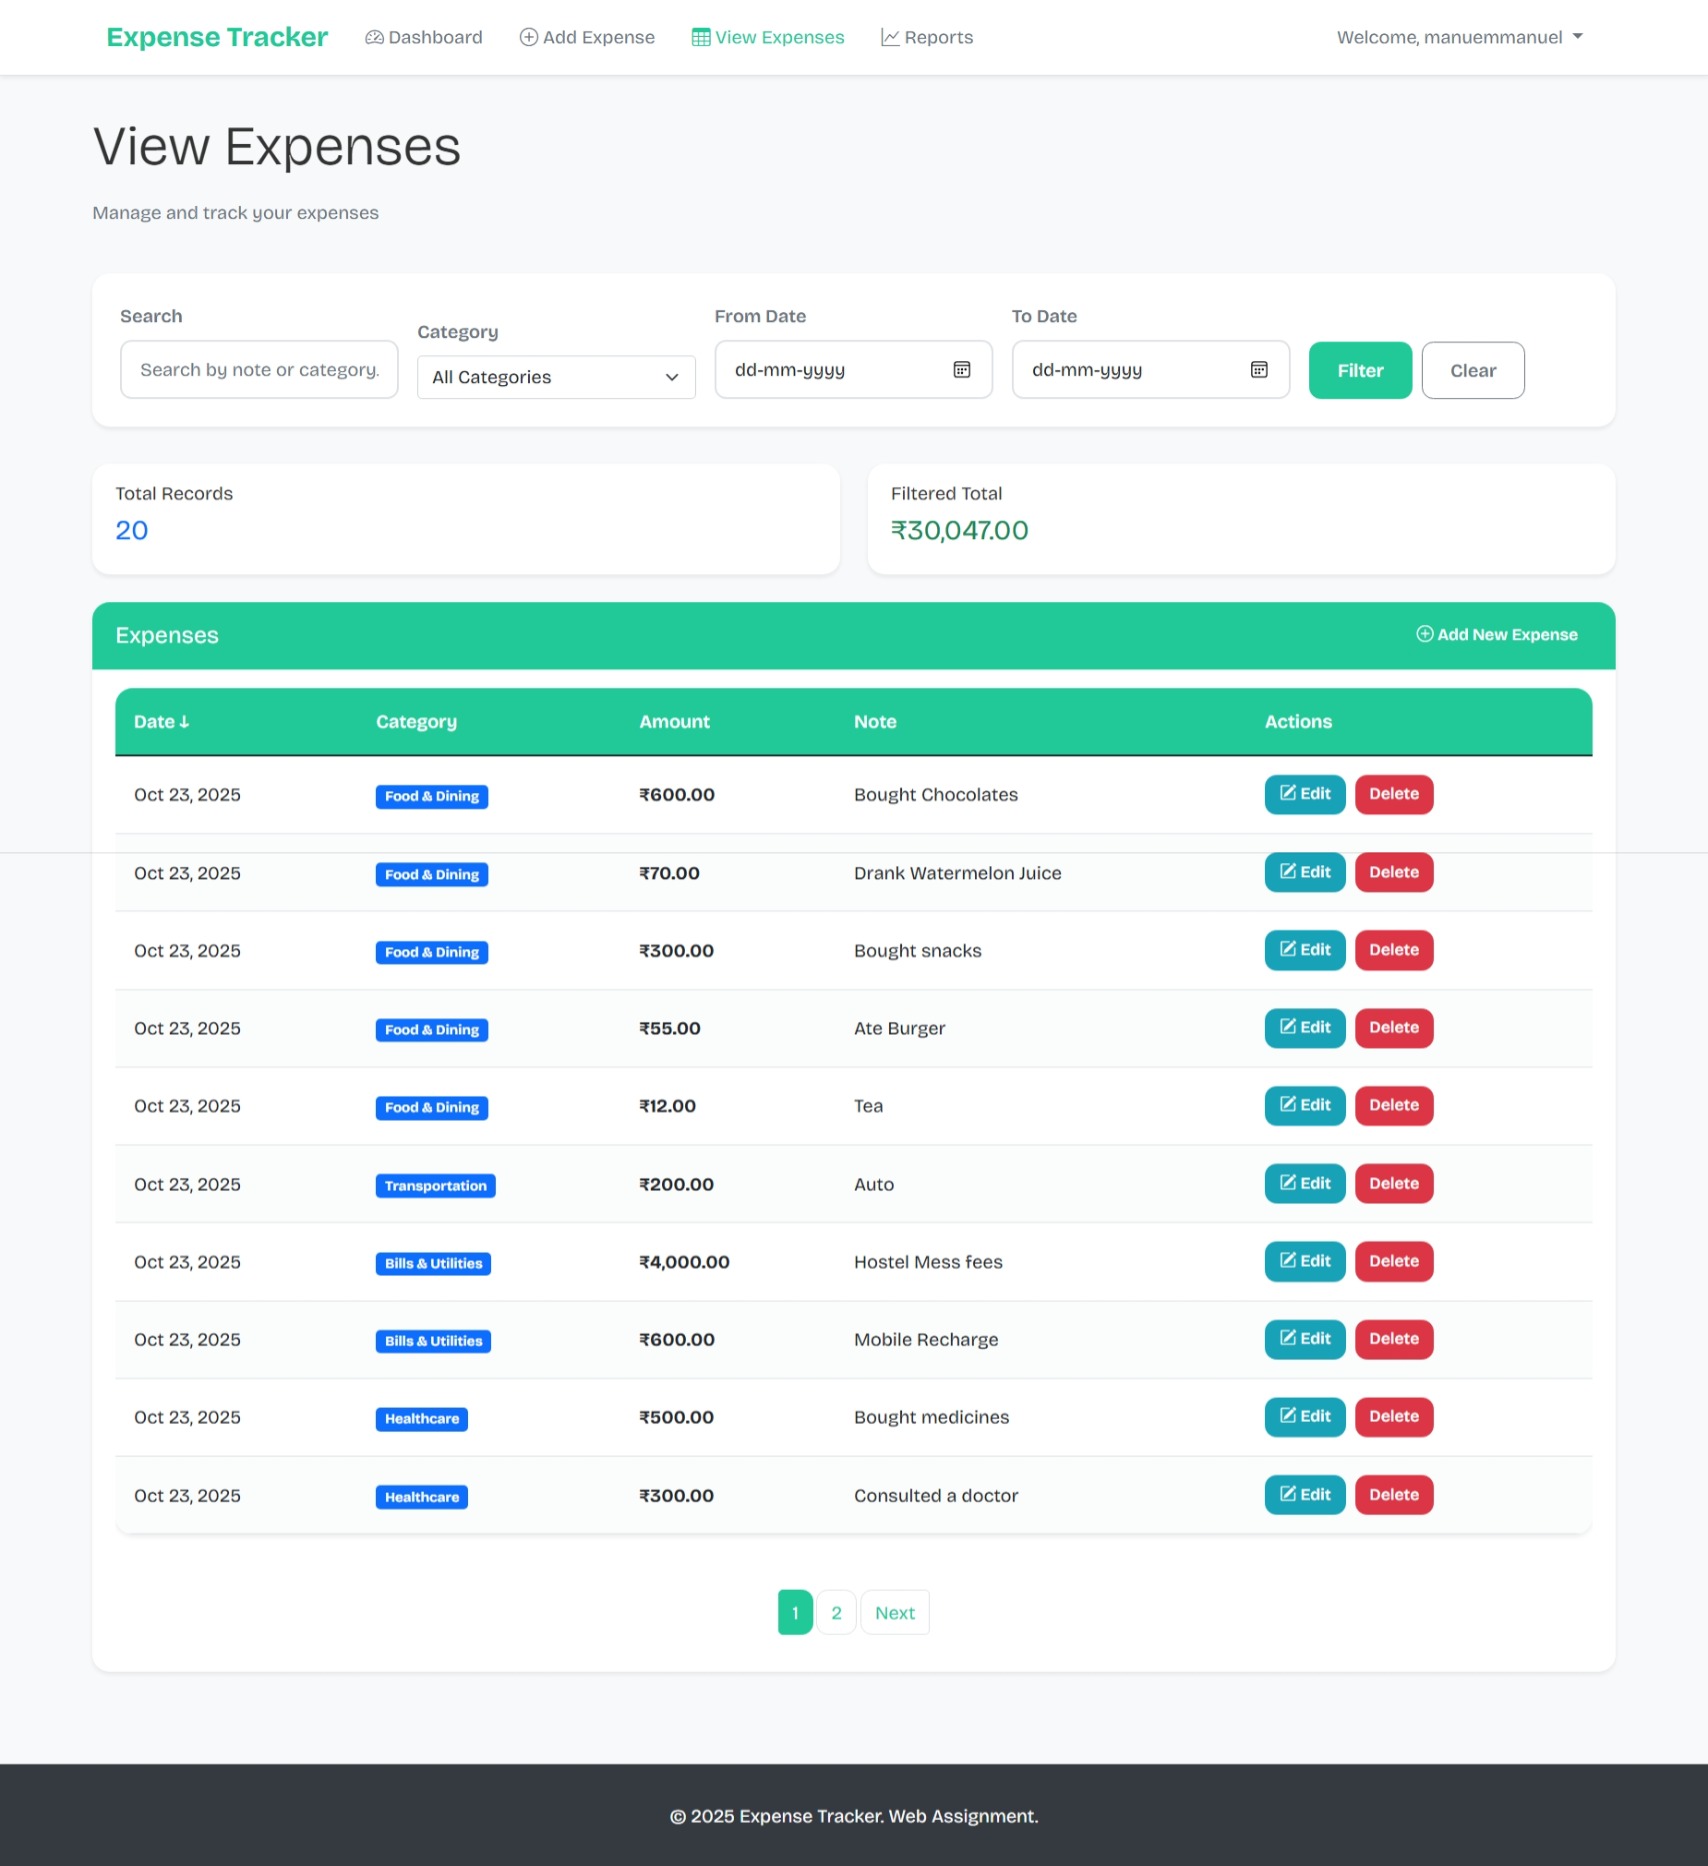 Expense Tracker Dashboard Add Expense View Expenses Reports Welcome, manuemmanuel
View Expenses
Manage and track your expenses
Search Category From Date To Date
Search by note or category. All Categories dd-mm-yyyy dd-mm-yyyy Filter Clear
Total Records Filtered Total
20 ₹30,047.00
Expenses Add New Expense
Date↓ Category Amount Note Actions
Oct 23, 2025 Food & Dining ₹600.00 Bought Chocolates Edit Delete
Oct 23, 2025 Food & Dining ₹70.00 Drank Watermelon Juice Edit Delete
Oct 23, 2025 Food & Dining ₹300.00 Bought snacks Edit Delete
Oct 23, 2025 Food & Dining ₹55.00 Ate Burger Edit Delete
Oct 23, 2025 Food & Dining ₹12.00 Tea Edit Delete
Oct 23, 2025 Transportation ₹200.00 Auto Edit Delete
Oct 23, 2025 Bills & Utilities ₹4,000.00 Hostel Mess fees Edit Delete
Oct 23, 2025 Bills & Utilities ₹600.00 Mobile Recharge Edit Delete
Oct 23, 2025 Healthcare ₹500.00 Bought medicines Edit Delete
Oct 23, 2025 Healthcare ₹300.00 Consulted a doctor Edit Delete
1 2 Next
© 2025 Expense Tracker. Web Assignment.